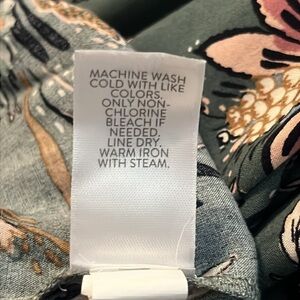 MACHINE WASH
COLD WITH LIKE
COLORS.
ONLY NON-
CHLORINE
BLEACH IF
NEEDED.
LINE DRY.
WARM IRON
WITH STEAM.